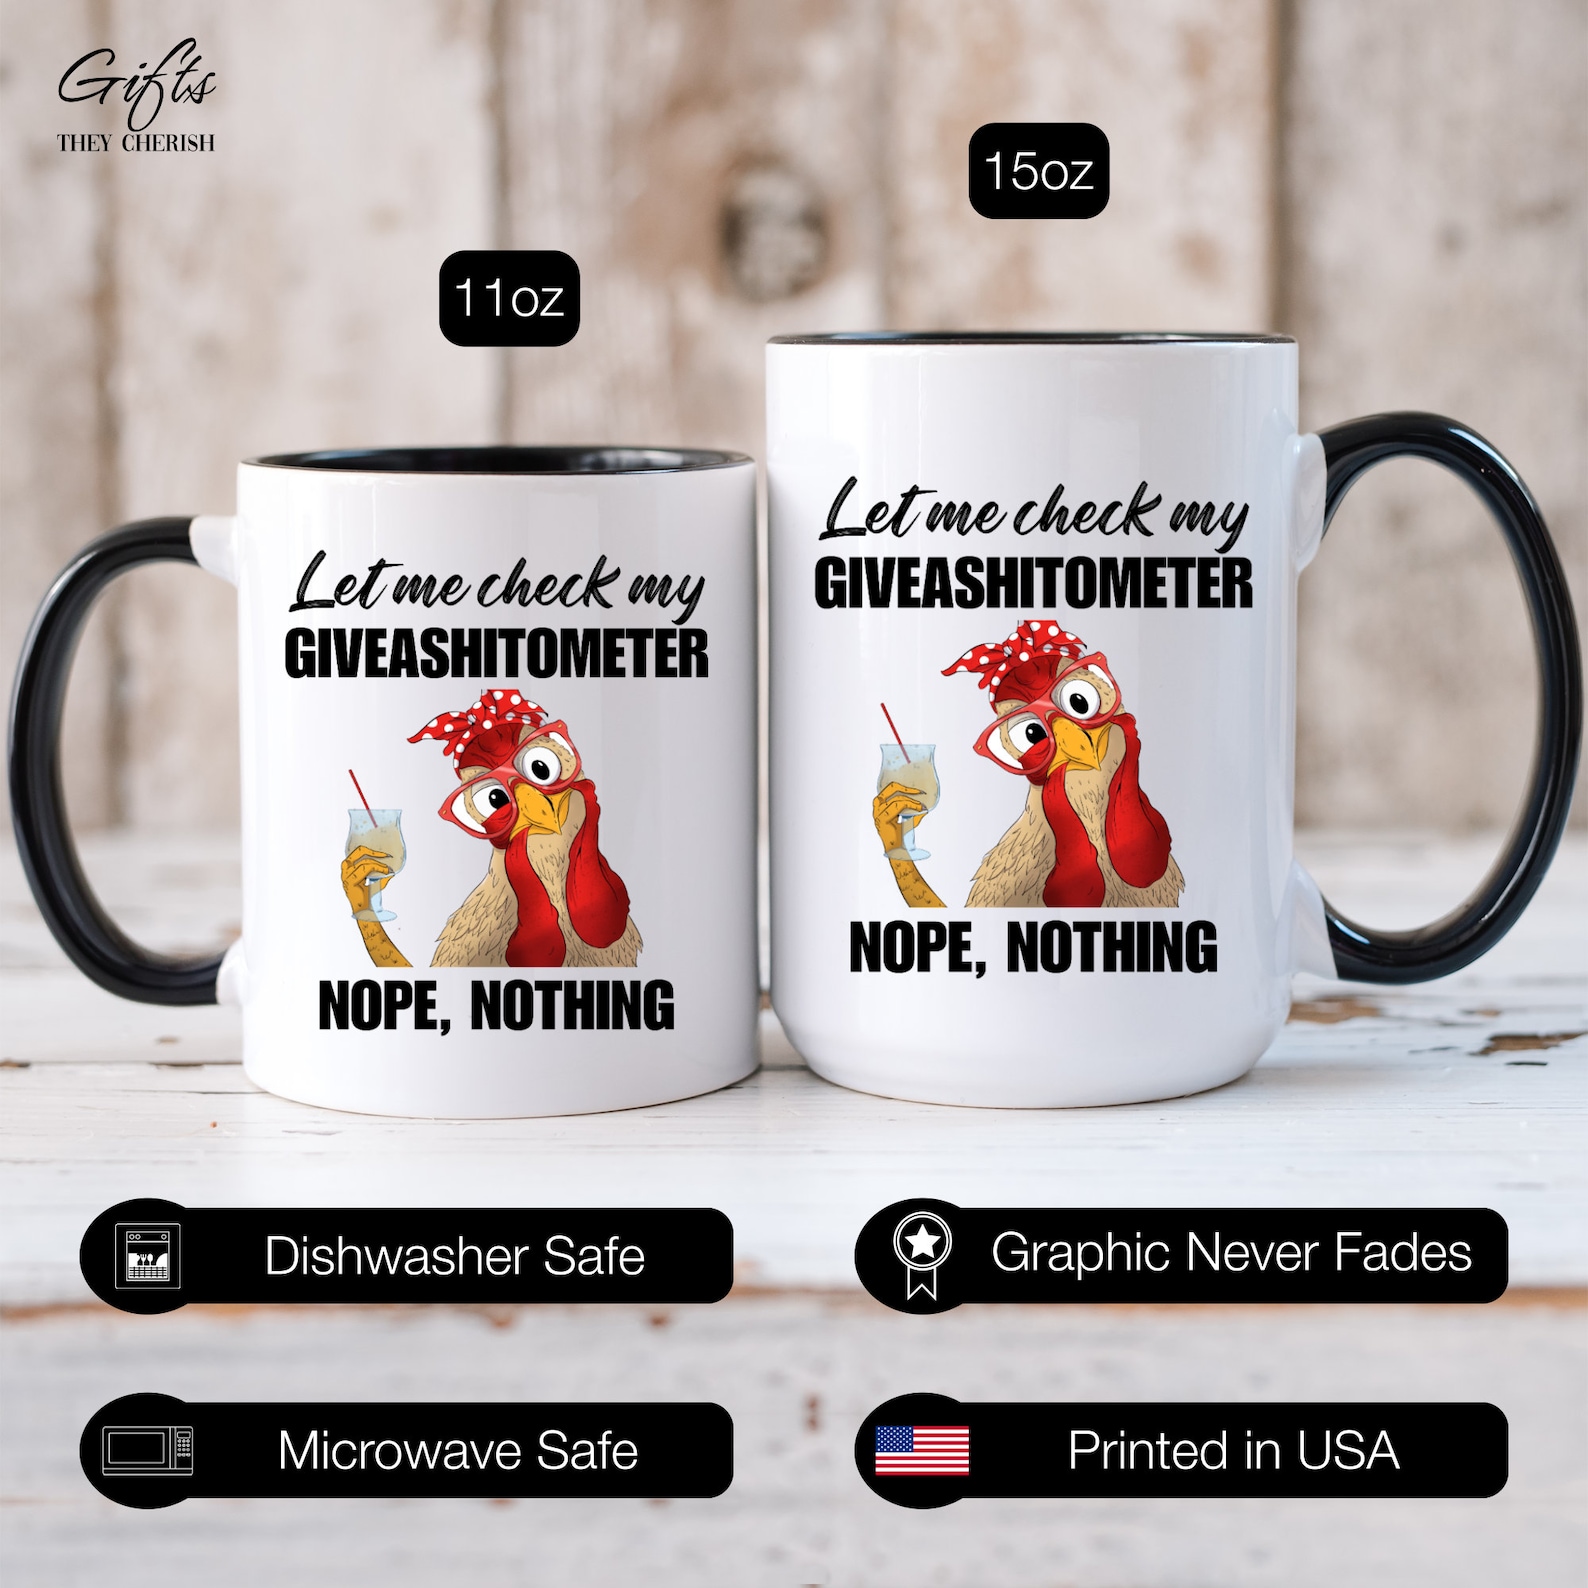 Gifts
THEY CHERISH
15oz
11oz
Let me check my
GIVEASHITOMETER
NOPE, NOTHING
Let me check my
GIVEASHITOMETER
NOPE, NOTHING
Dishwasher Safe
Graphic Never Fades
Microwave Safe
Printed in USA